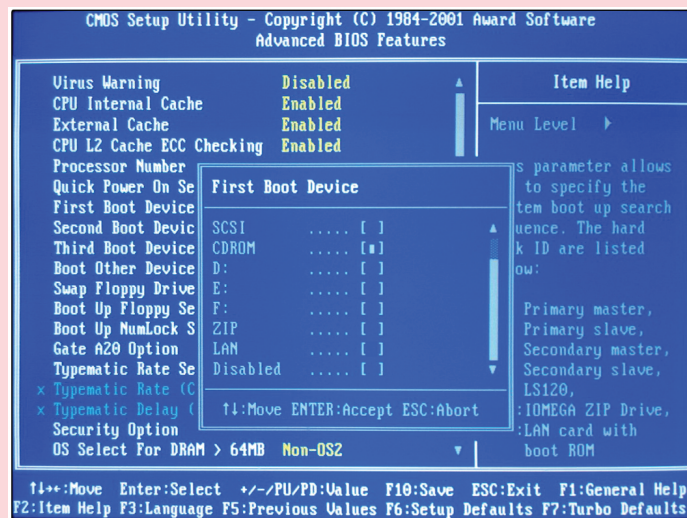 CMOS Setup Utility - Copyright (C) 1984-2001 Award Software
Advanced BIOS Features
Virus Warning Disabled
CPU Internal Cache Enabled
External Cache Enabled
CPU L2 Cache ECC Checking Enabled
Processor Number
Quick Power On Se
First Boot Device
Second Boot Devic
Third Boot Device
Boot Other Device
Swap Floppy Drive
Boot Up Floppy Se
Boot Up NumLock S
Gate A20 Option
Typematic Rate Se
x Typematic Rate (C
x Typematic Delay (
Security Option
OS Select For DRAM > 64MB Non-OS2
First Boot Device
SCSI ..... [ ]
CDROM ..... [■]
D: ..... [ ]
E: ..... [ ]
F: ..... [ ]
ZIP ..... [ ]
LAN ..... [ ]
Disabled ..... [ ]
↑↓:Move ENTER:Accept ESC:Abort
Item Help
Menu Level ▸
s parameter allows
to specify the
tem boot up search
uence. The hard
k ID are listed
ow:
Primary master,
Primary slave,
Secondary master,
Secondary slave,
LS120,
:IOMEGA ZIP Drive,
:LAN card with
boot ROM
↑↓→←:Move Enter:Select +/-/PU/PD:Value F10:Save ESC:Exit F1:General Help
F2:Item Help F3:Language F5:Previous Values F6:Setup Defaults F7:Turbo Defaults